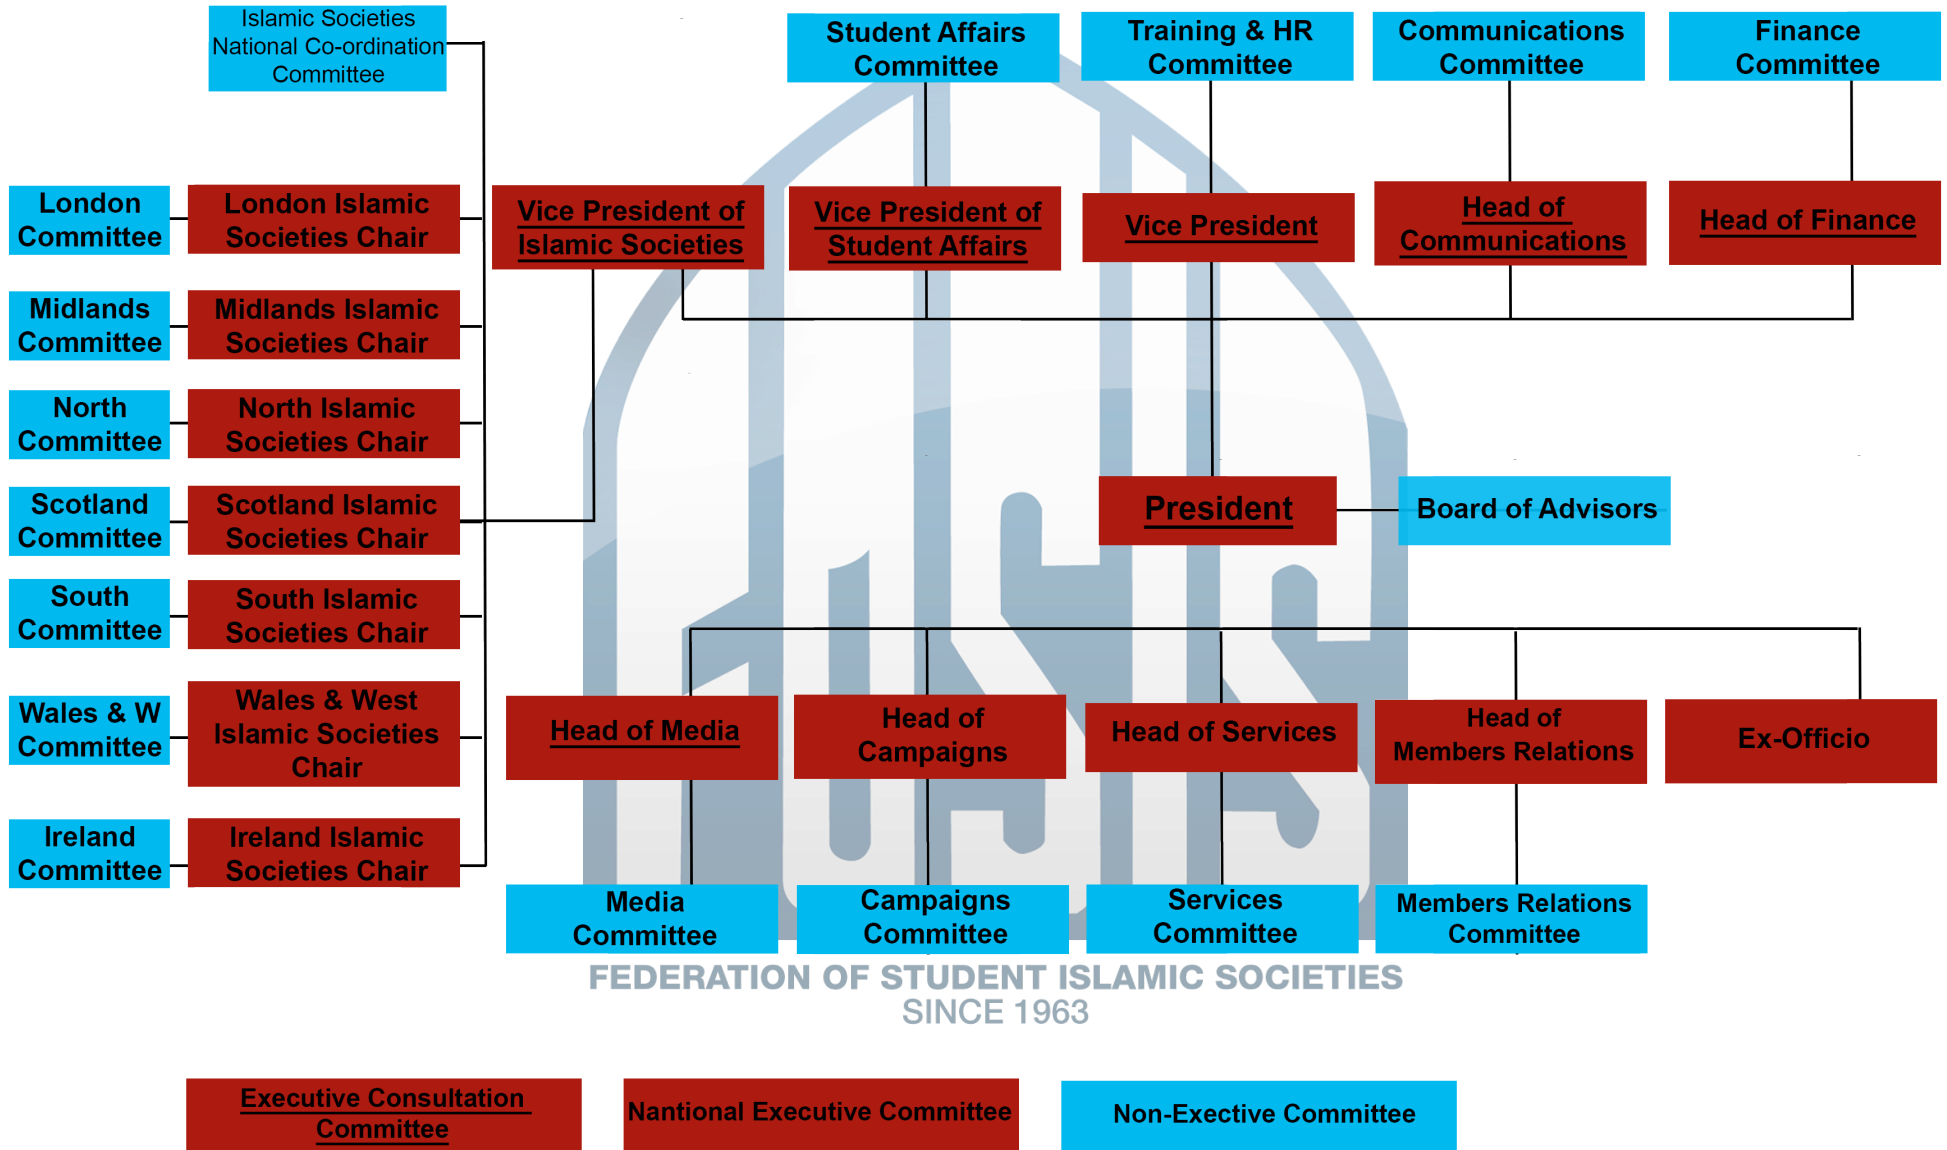 Islamic Societies
National Co-ordination
Committee
Student Affairs
Committee
Training & HR
Committee
Communications
Committee
Finance
Committee
London
Committee
London Islamic
Societies Chair
Vice President of
Islamic Societies
Vice President of
Student Affairs
Vice President
Head of
Communications
Head of Finance
Midlands
Committee
Midlands Islamic
Societies Chair
North
Committee
North Islamic
Societies Chair
Scotland
Committee
Scotland Islamic
Societies Chair
President
Board of Advisors
South
Committee
South Islamic
Societies Chair
Wales & W
Committee
Wales & West
Islamic Societies
Chair
Head of Media
Head of
Campaigns
Head of Services
Head of
Members Relations
Ex-Officio
Ireland
Committee
Ireland Islamic
Societies Chair
Media
Committee
Campaigns
Committee
Services
Committee
Members Relations
Committee
FEDERATION OF STUDENT ISLAMIC SOCIETIES
SINCE 1963
Executive Consultation
Committee
Nantional Executive Committee
Non-Exective Committee